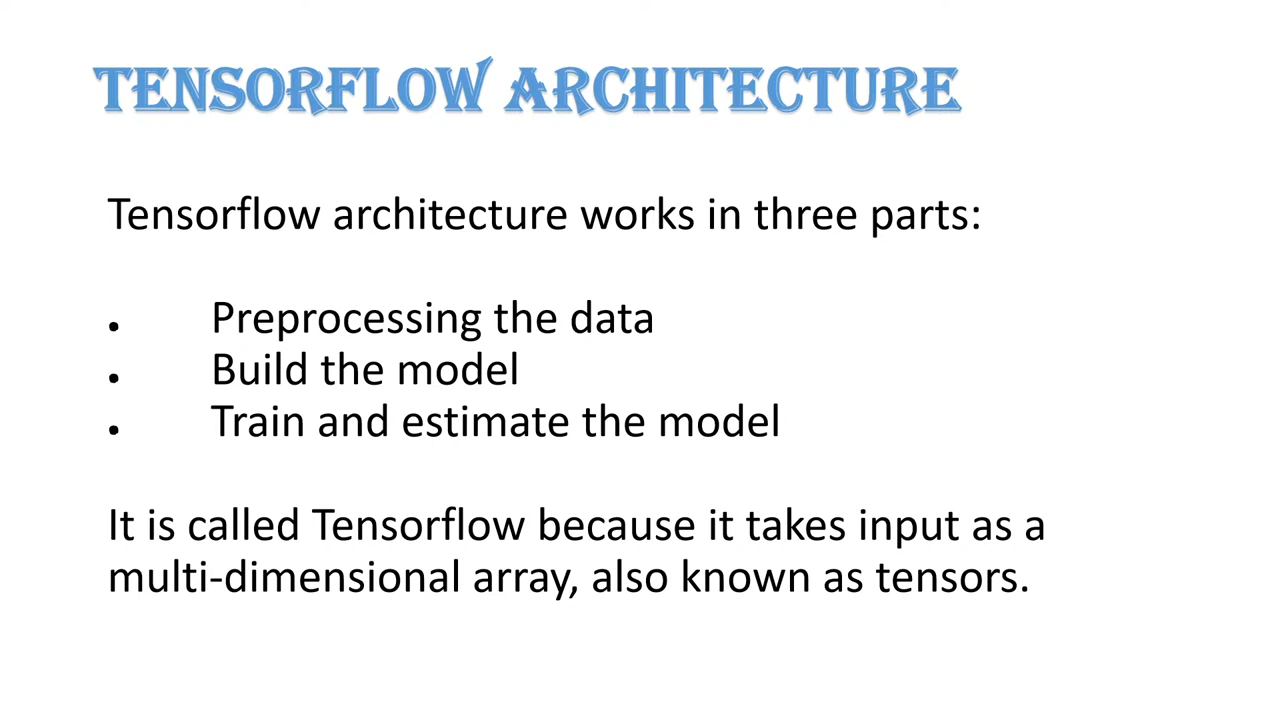 TENSORFLOW ARCHITECTURE
Tensorflow architecture works in three parts:
• Preprocessing the data
• Build the model
• Train and estimate the model
It is called Tensorflow because it takes input as a
multi-dimensional array, also known as tensors.